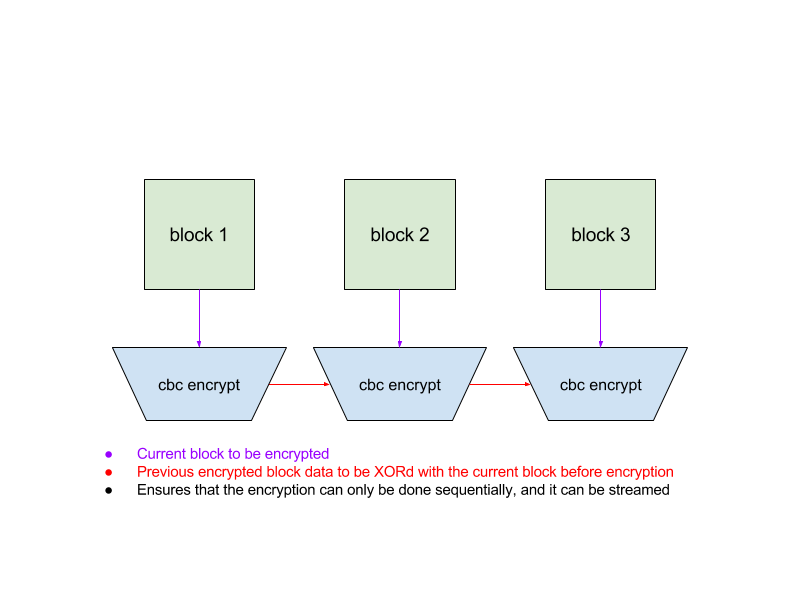 block 1
block 2
block 3
cbc encrypt
cbc encrypt
cbc encrypt
● Current block to be encrypted
● Previous encrypted block data to be XORd with the current block before encryption
● Ensures that the encryption can only be done sequentially, and it can be streamed